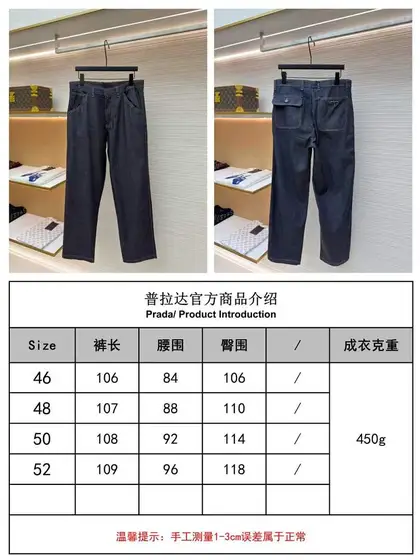 普拉达官方商品介绍
Prada/ Product Introduction
Size 裤长 腰围 臀围 / 成衣克重
46 106 84 106 /
48 107 88 110 /
50 108 92 114 / 450g
52 109 96 118 /
温馨提示：手工测量1-3cm误差属于正常